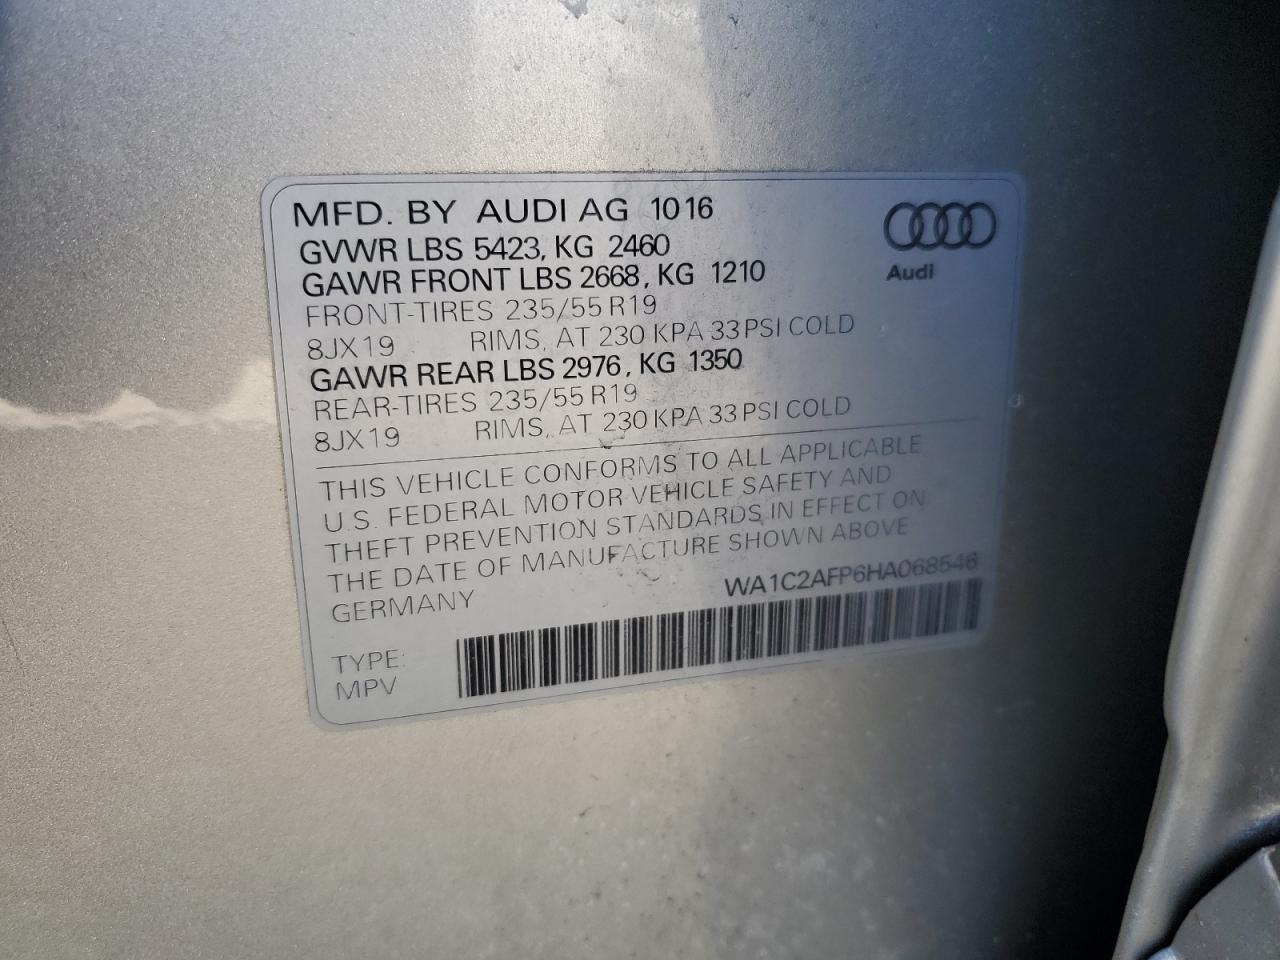 MFD. BY AUDI AG 1016
GVWR LBS 5423, KG 2460
GAWR FRONT LBS 2668, KG 1210
FRONT-TIRES 235/55 R19
8JX19 RIMS, AT 230 KPA 33 PSI COLD
GAWR REAR LBS 2976, KG 1350
REAR-TIRES 235/55 R19
8JX19 RIMS, AT 230 KPA 33 PSI COLD
Audi
THIS VEHICLE CONFORMS TO ALL APPLICABLE
U.S. FEDERAL MOTOR VEHICLE SAFETY AND
THEFT PREVENTION STANDARDS IN EFFECT ON
THE DATE OF MANUFACTURE SHOWN ABOVE
GERMANY WA1C2AFP6HA068546
TYPE:
MPV